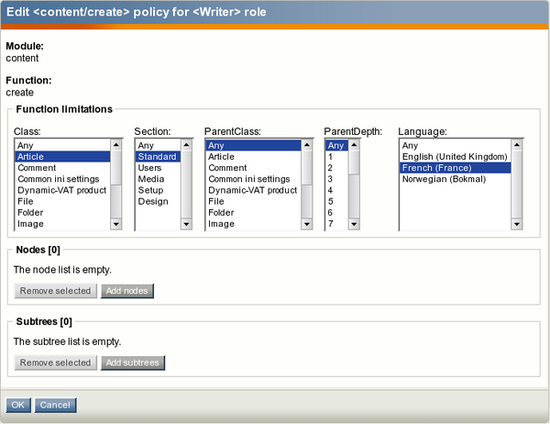 Edit <content/create> policy for <Writer> role
Module:
content
Function:
create
Function limitations
Class: Section: ParentClass: ParentDepth: Language:
Any Any Any Any Any
Article Standard Article 1 English (United Kingdom)
Comment Users Comment 2 French (France)
Common ini settings Media Common ini settings 3 Norwegian (Bokmal)
Dynamic-VAT product Setup Dynamic-VAT product 4
File Design File 5
Folder Folder 6
Image Image 7
Nodes [0]
The node list is empty.
Remove selected Add nodes
Subtrees [0]
The subtree list is empty.
Remove selected Add subtrees
OK Cancel